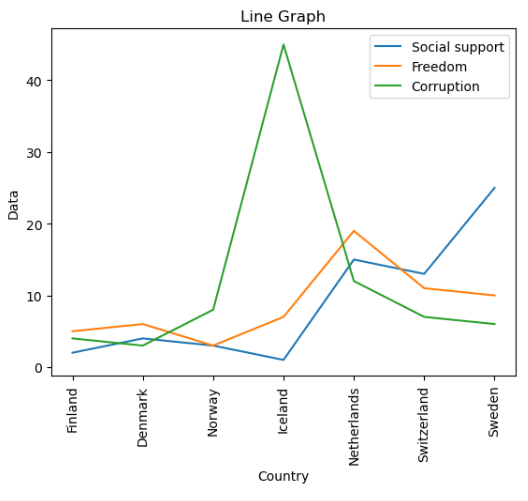 Line Graph
Social support
Freedom
Corruption
40
30
20
10
0
Data
Finland
Denmark
Norway
Iceland
Netherlands
Switzerland
Sweden
Country